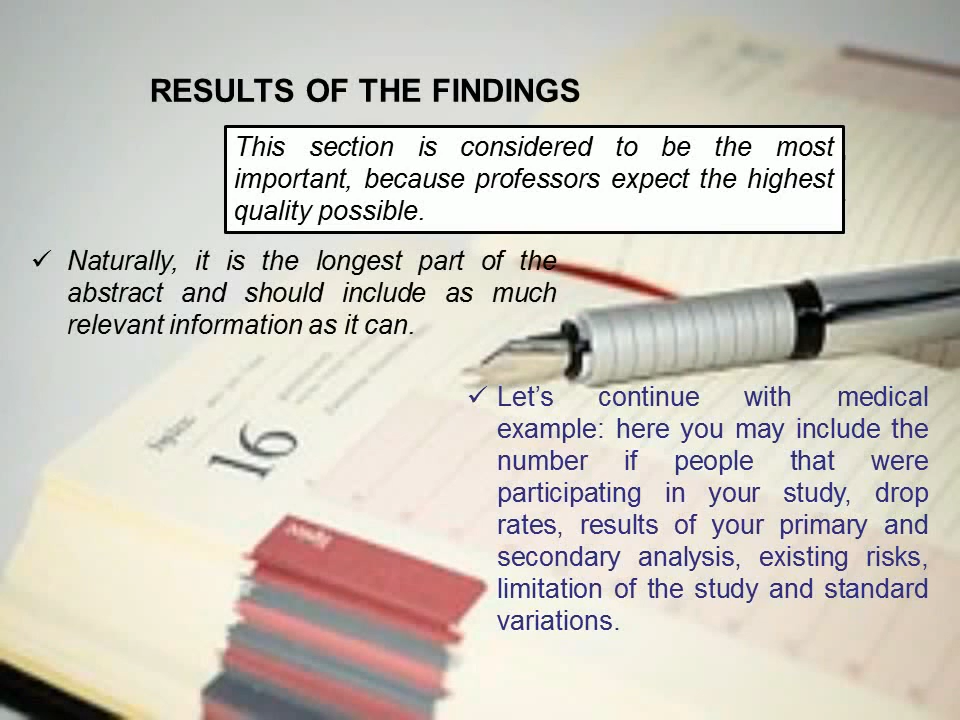 RESULTS OF THE FINDINGS
This section is considered to be the most
important, because professors expect the highest
quality possible.
✓ Naturally, it is the longest part of the
abstract and should include as much
relevant information as it can.
✓ Let’s continue with medical
example: here you may include the
number if people that were
participating in your study, drop
rates, results of your primary and
secondary analysis, existing risks,
limitation of the study and standard
variations.
16